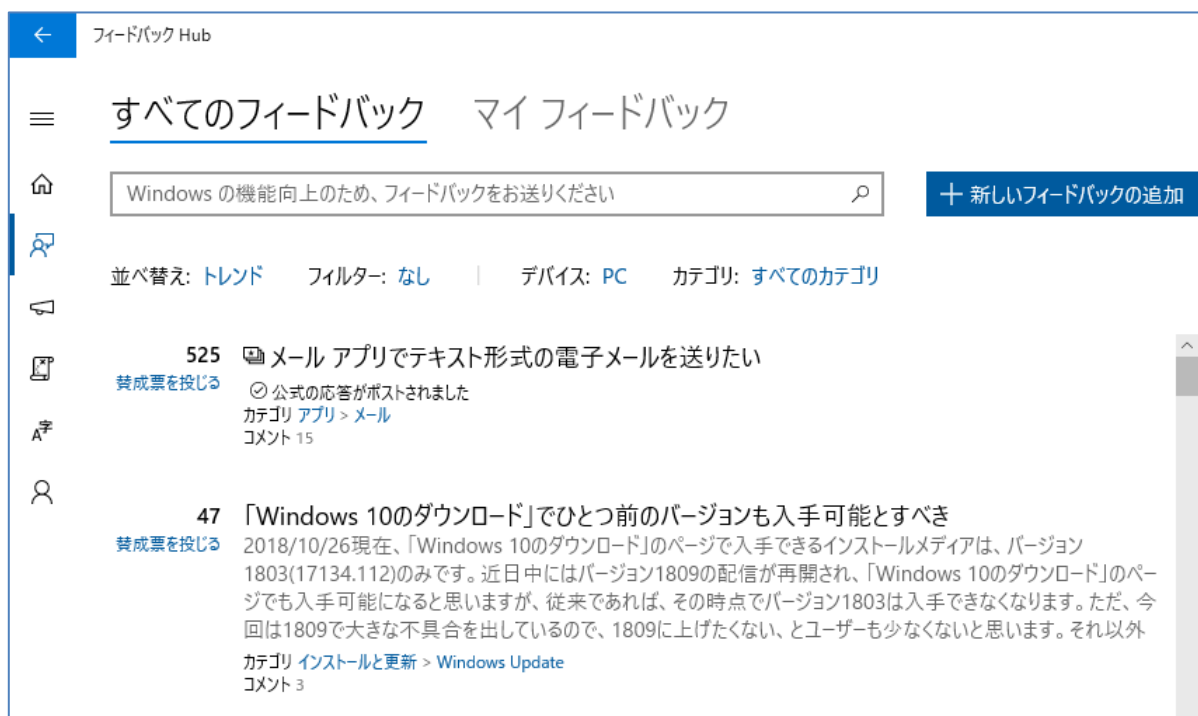 フィードバック Hub
すべてのフィードバック マイ フィードバック
Windows の機能向上のため、フィードバックをお送りください
＋ 新しいフィードバックの追加
並べ替え: トレンド フィルター: なし | デバイス: PC カテゴリ: すべてのカテゴリ
525 メール アプリでテキスト形式の電子メールを送りたい
賛成票を投じる
公式の応答がポストされました
カテゴリ アプリ > メール
コメント 15
47 「Windows 10のダウンロード」でひとつ前のバージョンも入手可能とすべき
賛成票を投じる
2018/10/26現在、「Windows 10のダウンロード」のページで入手できるインストールメディアは、バージョン
1803(17134.112)のみです。近日中にはバージョン1809の配信が再開され、「Windows 10のダウンロード」のペー
ジでも入手可能になると思いますが、従来であれば、その時点でバージョン1803は入手できなくなります。ただ、今
回は1809で大きな不具合を出しているので、1809に上げたくない、とユーザーも少なくないと思います。それ以外
カテゴリ インストールと更新 > Windows Update
コメント 3